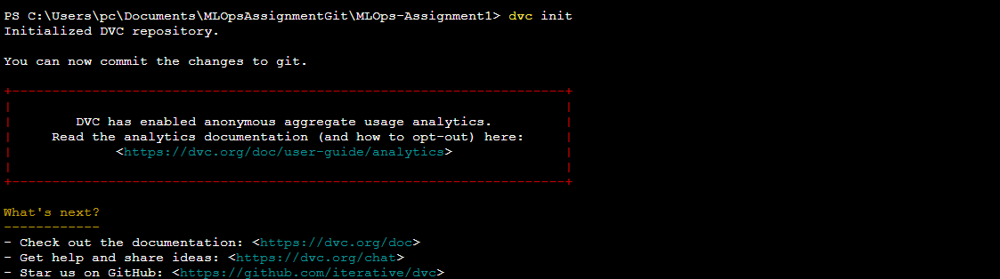 PS C:\Users\pc\Documents\MLOpsAssignmentGit\MLOps-Assignment1> dvc init
Initialized DVC repository.
You can now commit the changes to git.
+---------------------------------------------------------------------+
|                                                                     |
|        DVC has enabled anonymous aggregate usage analytics.         |
|     Read the analytics documentation (and how to opt-out) here:     |
|             <https://dvc.org/doc/user-guide/analytics>              |
|                                                                     |
+---------------------------------------------------------------------+
What's next?
------------
- Check out the documentation: <https://dvc.org/doc>
- Get help and share ideas: <https://dvc.org/chat>
- Star us on GitHub: <https://github.com/iterative/dvc>